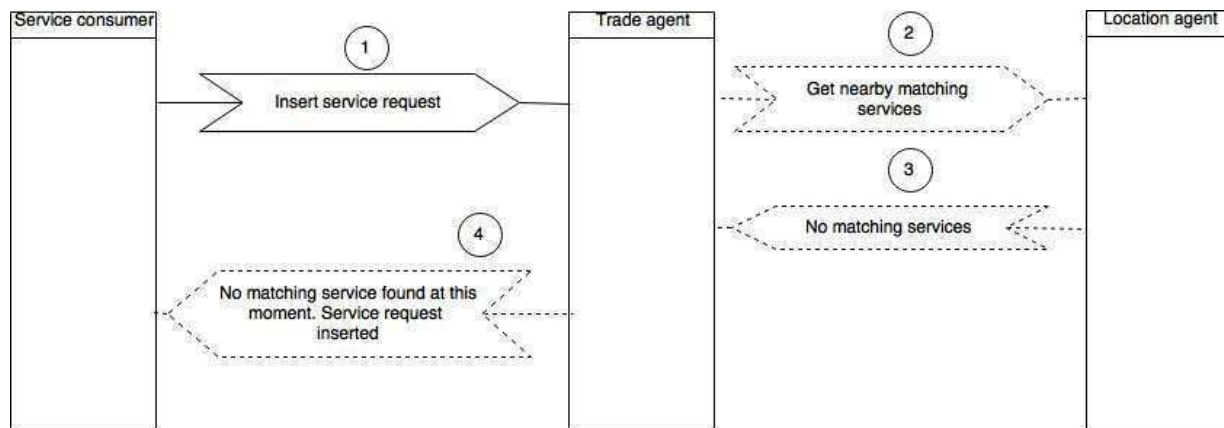 Service consumer
Trade agent
Location agent
1
Insert service request
2
Get nearby matching
services
3
No matching services
4
No matching service found at this
moment. Service request
inserted